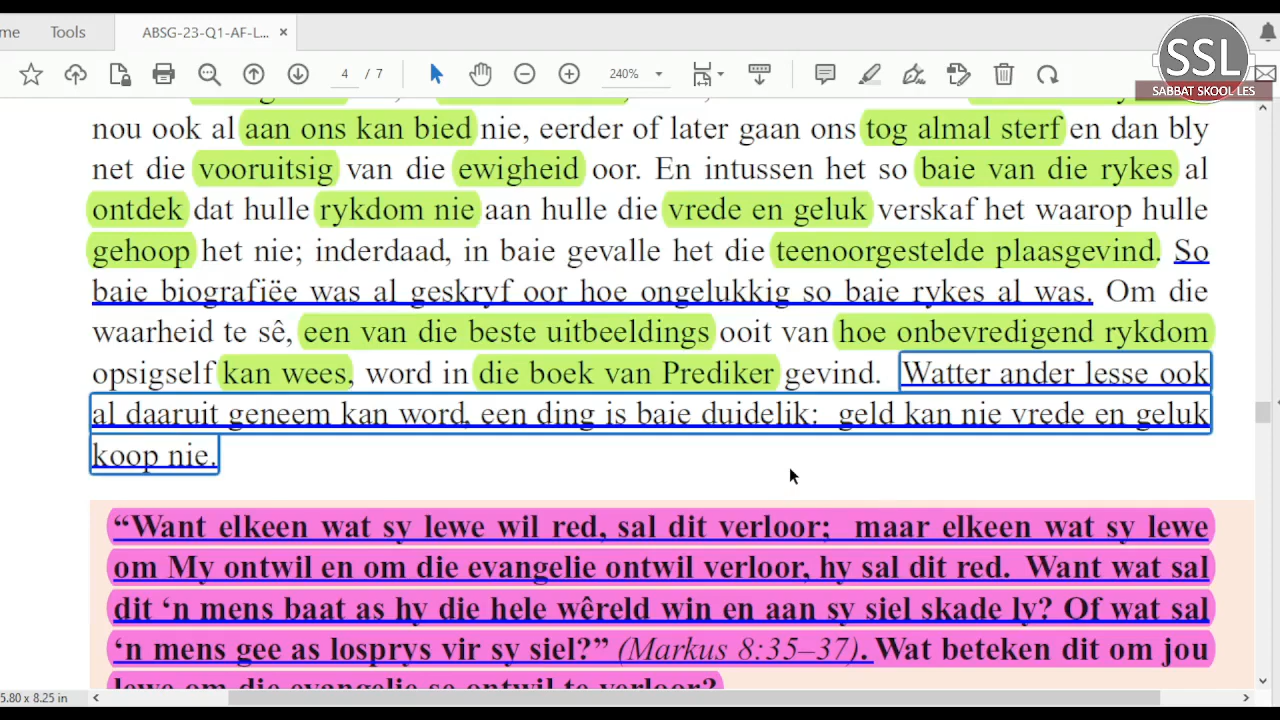 me Tools ABSG-23-Q1-AF-L... ×
4 / 7 240%
SSL
SABBAT SKOOL LES
nou ook al aan ons kan bied nie, eerder of later gaan ons tog almal sterf en dan bly
net die vooruitsig van die ewigheid oor. En intussen het so baie van die rykes al
ontdek dat hulle rykdom nie aan hulle die vrede en geluk verskaf het waarop hulle
gehoop het nie; inderdaad, in baie gevalle het die teenoorgestelde plaasgevind. So
baie biografiëe was al geskryf oor hoe ongelukkig so baie rykes al was. Om die
waarheid te sê, een van die beste uitbeeldings ooit van hoe onbevredigend rykdom
opsigself kan wees, word in die boek van Prediker gevind. Watter ander lesse ook
al daaruit geneem kan word, een ding is baie duidelik: geld kan nie vrede en geluk
koop nie.
“Want elkeen wat sy lewe wil red, sal dit verloor; maar elkeen wat sy lewe
om My ontwil en om die evangelie ontwil verloor, hy sal dit red. Want wat sal
dit ‘n mens baat as hy die hele wêreld win en aan sy siel skade ly? Of wat sal
‘n mens gee as losprys vir sy siel?” (Markus 8:35–37). Wat beteken dit om jou
lewe om die evangelie se ontwil te verloor?
5.80 x 8.25 in